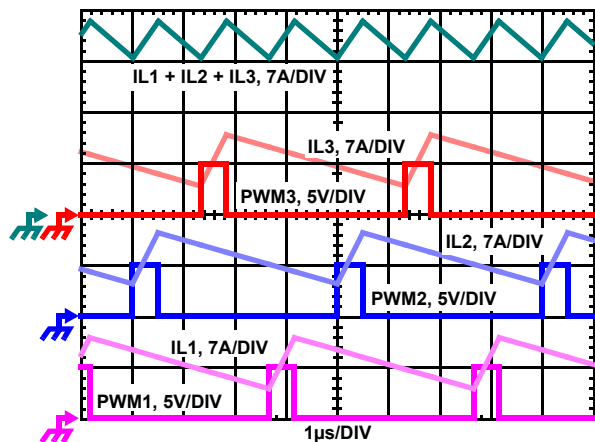 IL1 + IL2 + IL3, 7A/DIV
IL3, 7A/DIV
PWM3, 5V/DIV
IL2, 7A/DIV
PWM2, 5V/DIV
IL1, 7A/DIV
PWM1, 5V/DIV
1µs/DIV